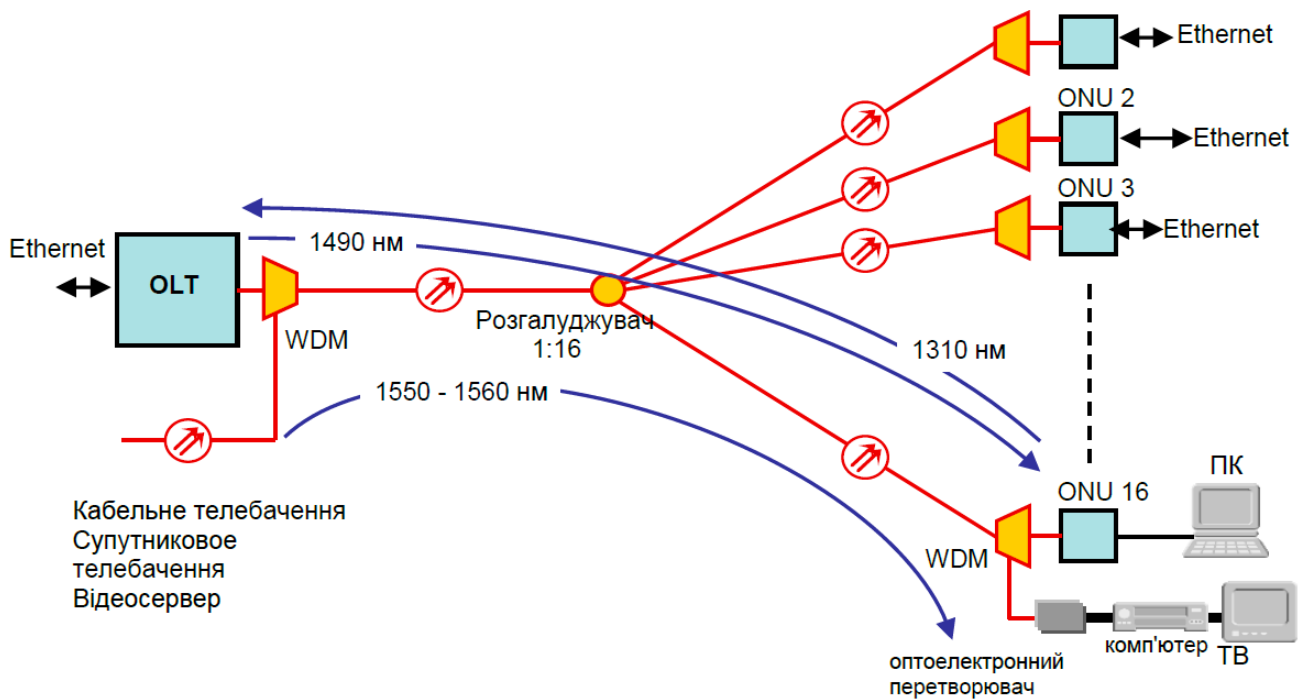 Ethernet
ONU 2
Ethernet
ONU 3
Ethernet
Ethernet
1490 нм
OLT
WDM
Розгалуджувач
1:16
1310 нм
1550 - 1560 нм
ONU 16
ПК
WDM
Кабельне телебачення
Супутниковое
телебачення
Відеосервер
комп'ютер
ТВ
оптоелектронний
перетворювач